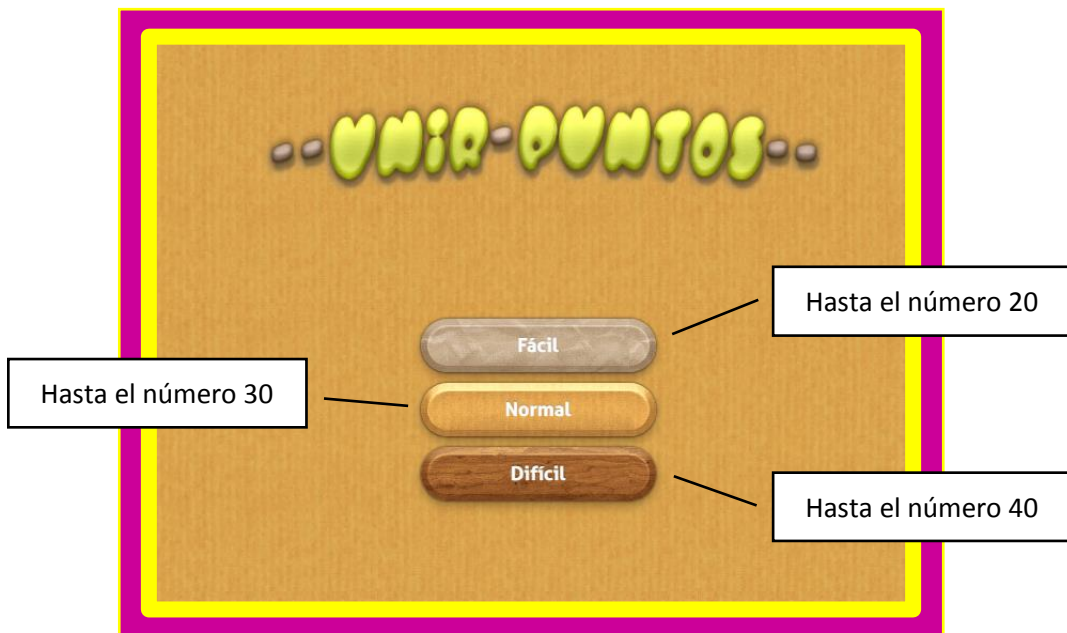 UNiR PUNTOS
Hasta el número 20
Fácil
Hasta el número 30
Normal
Difícil
Hasta el número 40